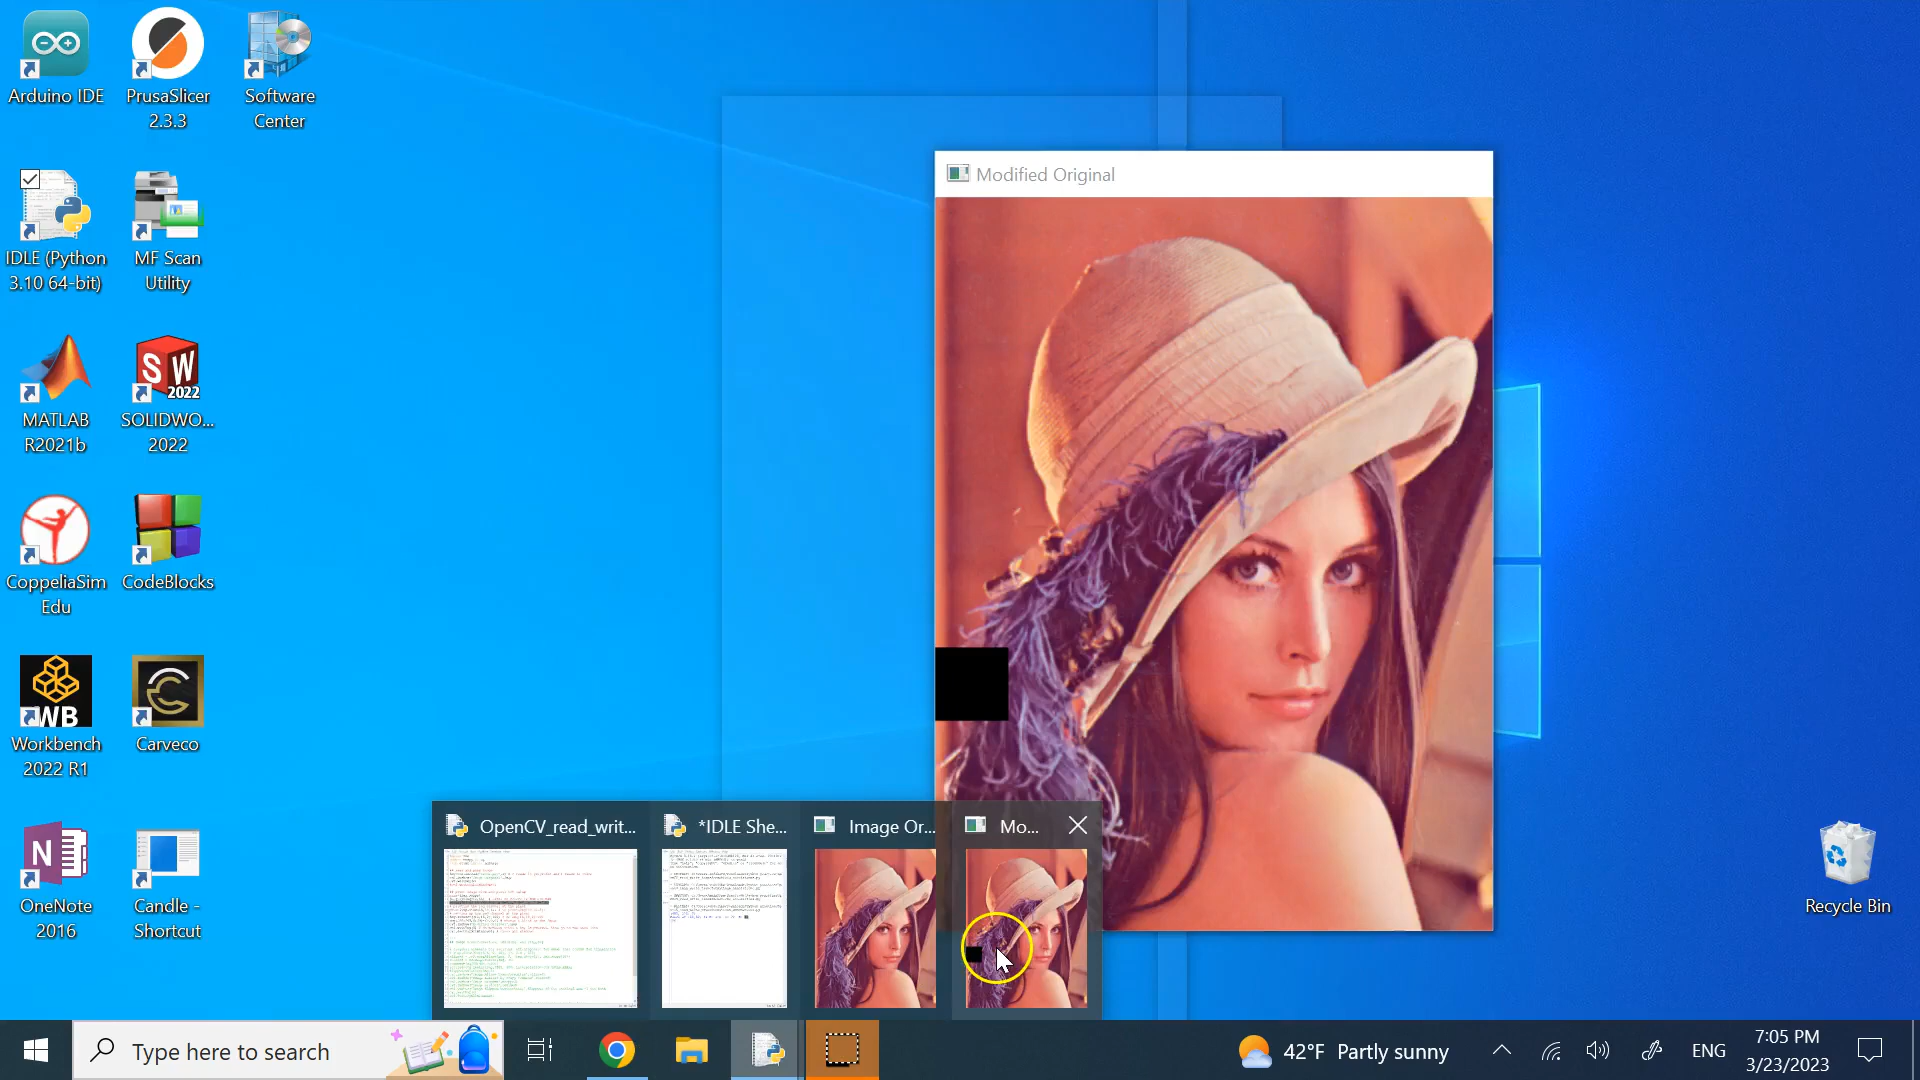 Arduino IDE
PrusaSlicer
2.3.3
Software
Center
IDLE (Python
3.10 64-bit)
MF Scan
Utility
MATLAB
R2021b
SW
2022
SOLIDWO...
2022
CoppeliaSim
Edu
CodeBlocks
WB
Workbench
2022 R1
Carveco
N
OneNote
2016
Candle -
Shortcut
Modified Original
OpenCV_read_writ...
*IDLE She...
Image Or...
Mo...
Recycle Bin
Type here to search
42°F Partly sunny
ENG
7:05 PM
3/23/2023